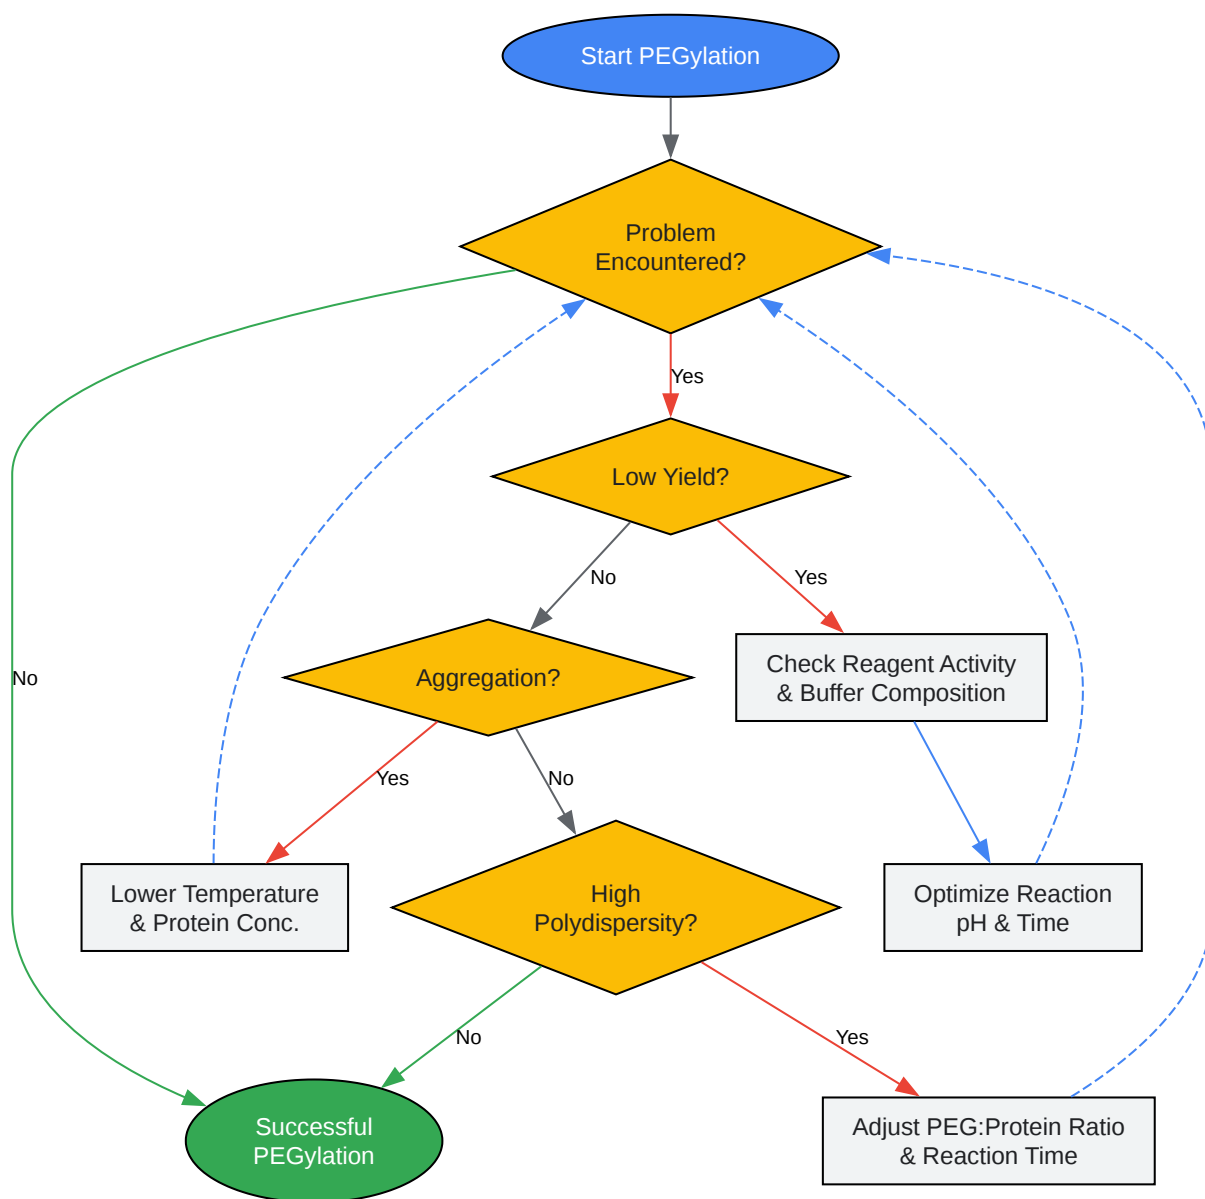 Start PEGylation
Problem
Encountered?
Yes
Low Yield?
No
Yes
Aggregation?
Check Reagent Activity
& Buffer Composition
No
Yes
No
Lower Temperature
& Protein Conc.
High
Polydispersity?
Optimize Reaction
pH & Time
No
Yes
Successful
PEGylation
Adjust PEG:Protein Ratio
& Reaction Time